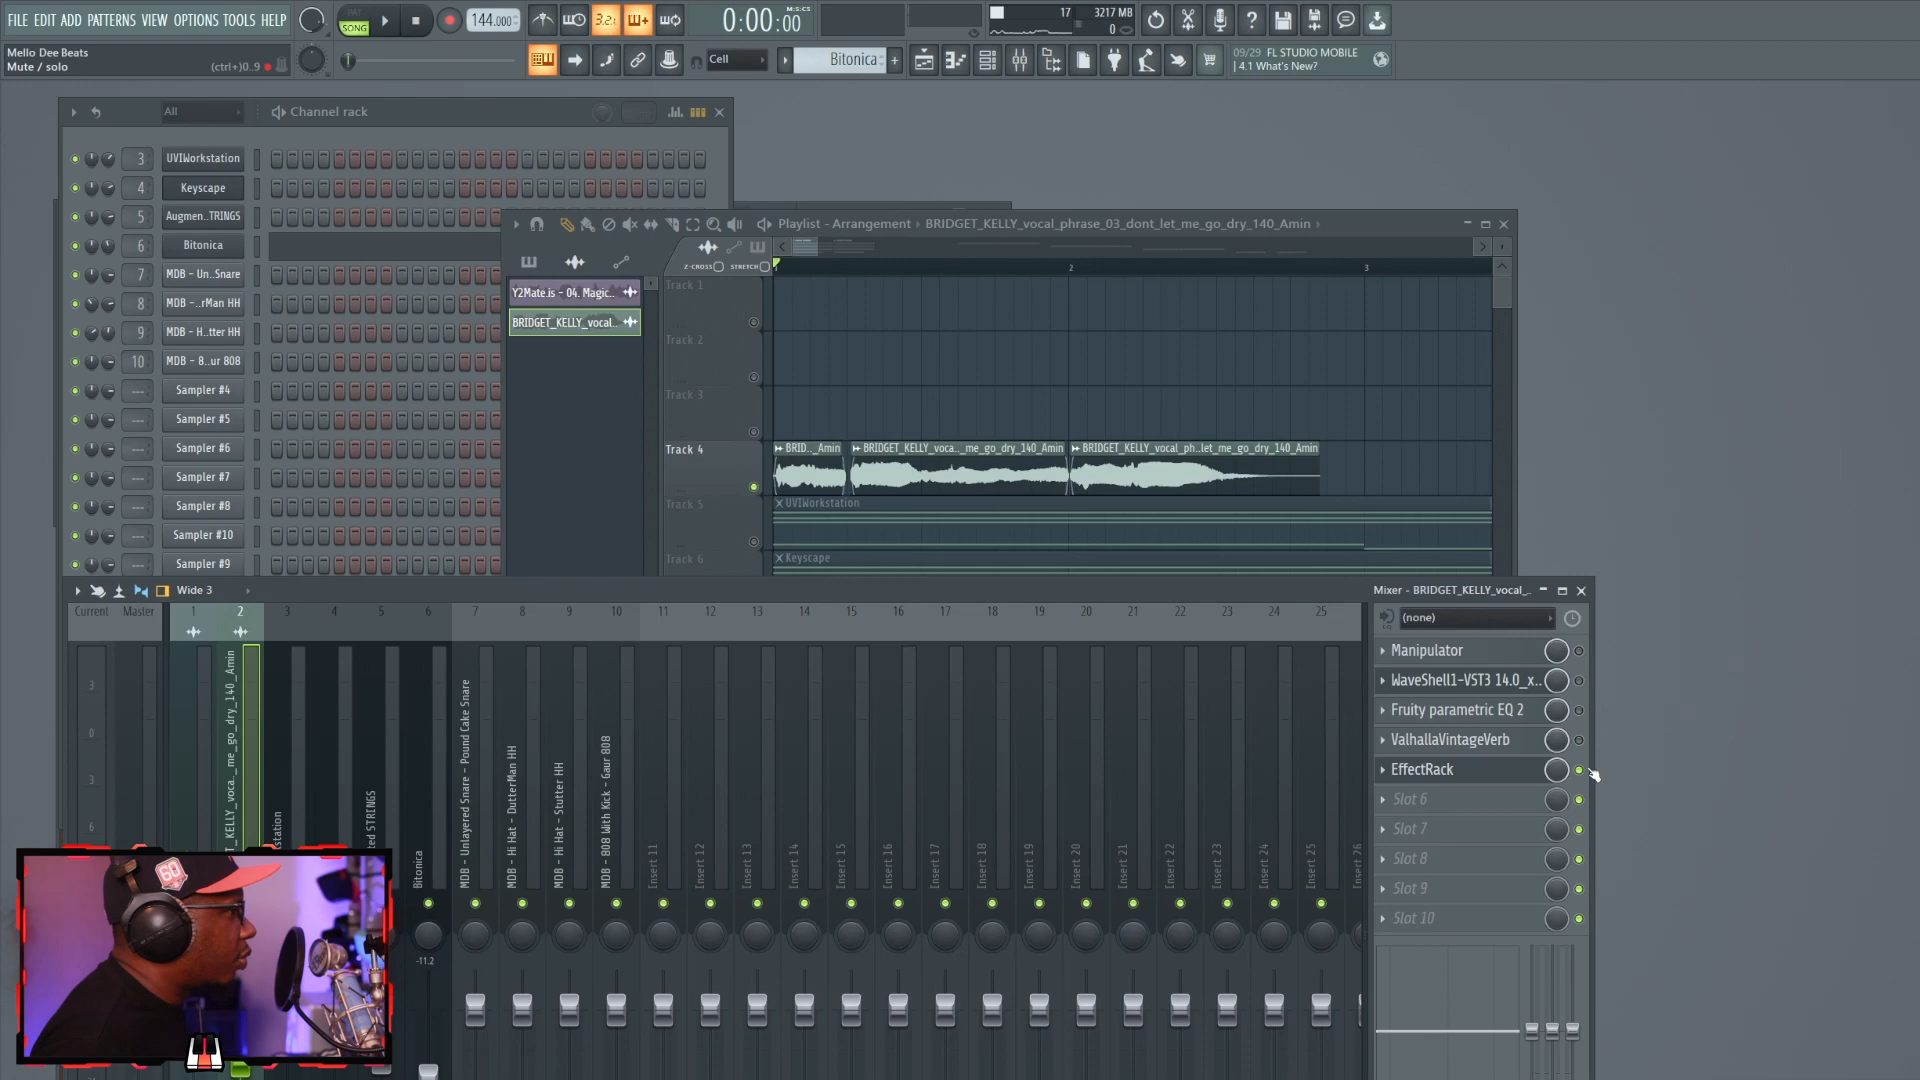 FILE EDIT ADD PATTERNS VIEW OPTIONS TOOLS HELP
PAT
SONG
144.000
3.2:
0:00:00
M:S:CS
17
3217 MB
0
Mello Dee Beats
Mute / solo
(ctrl+)0..9
Cell
Bitonica
+
09/29 FL STUDIO MOBILE
| 4.1 What's New?
All
Channel rack
3 UVIWorkstation
4 Keyscape
5 Augmen..TRINGS
6 Bitonica
7 MDB - Un..Snare
8 MDB -..rMan HH
9 MDB - H..tter HH
10 MDB - 8..ur 808
--- Sampler #4
--- Sampler #5
--- Sampler #6
--- Sampler #7
--- Sampler #8
--- Sampler #10
--- Sampler #9
Playlist - Arrangement › BRIDGET_KELLY_vocal_phrase_03_dont_let_me_go_dry_140_Amin ›
Z-CROSS STRETCH
1 2 3
Y2Mate.is - 04. Magic..
BRIDGET_KELLY_vocal..
Track 1
Track 2
Track 3
Track 4
BRID.._Amin
BRIDGET_KELLY_voca.._me_go_dry_140_Amin
BRIDGET_KELLY_vocal_ph..let_me_go_dry_140_Amin
Track 5
UVIWorkstation
Track 6
Keyscape
Wide 3
Mixer - BRIDGET_KELLY_vocal_..
Current Master 1 2 3 4 5 6 7 8 9 10 11 12 13 14 15 16 17 18 19 20 21 22 23 24 25
3
0
3
6
T_KELLY_voca.._me_go_dry_140_Amin
station
ted STRINGS
Bitonica
MDB - Unlayered Snare - Pound Cake Snare
MDB - Hi Hat - DutterMan HH
MDB - Hi Hat - Stutter HH
MDB - 808 With Kick - Gaur 808
Insert 11
Insert 12
Insert 13
Insert 14
Insert 15
Insert 16
Insert 17
Insert 18
Insert 19
Insert 20
Insert 21
Insert 22
Insert 23
Insert 24
Insert 25
-11.2
(none)
Manipulator
WaveShell1-VST3 14.0_x..
Fruity parametric EQ 2
ValhallaVintageVerb
EffectRack
Slot 6
Slot 7
Slot 8
Slot 9
Slot 10